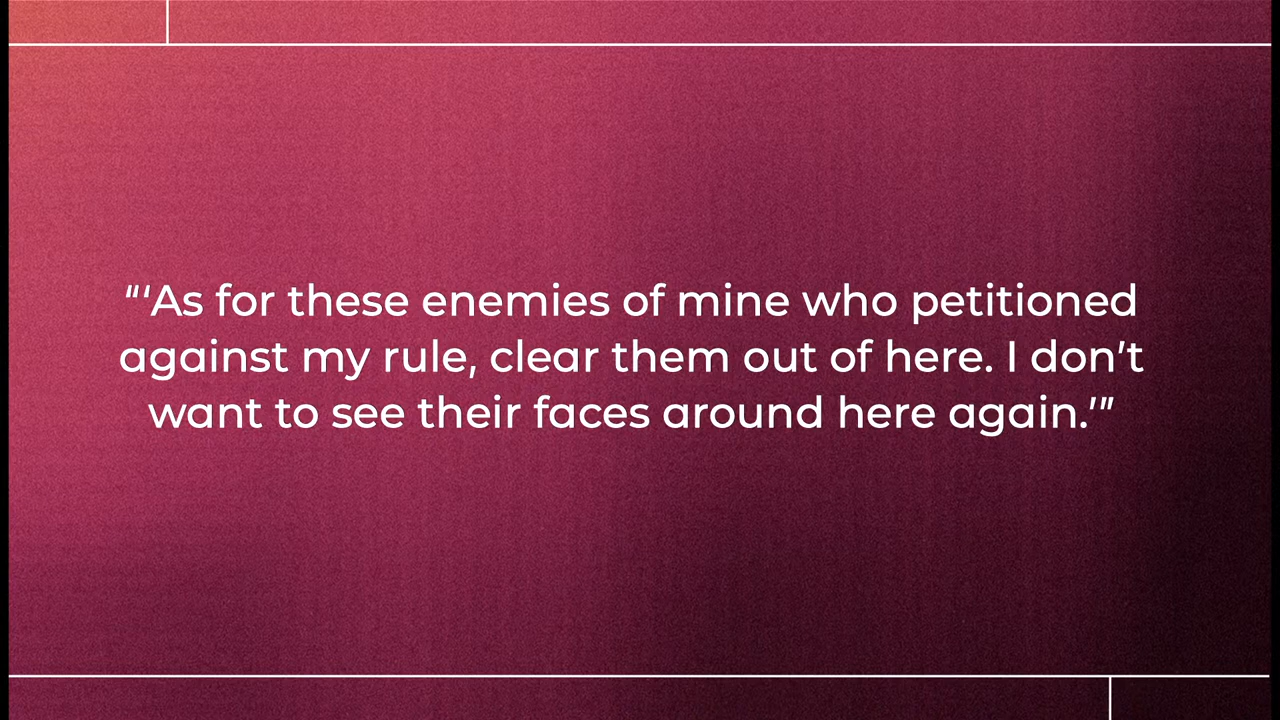 "‘As for these enemies of mine who petitioned
against my rule, clear them out of here. I don’t
want to see their faces around here again.’"